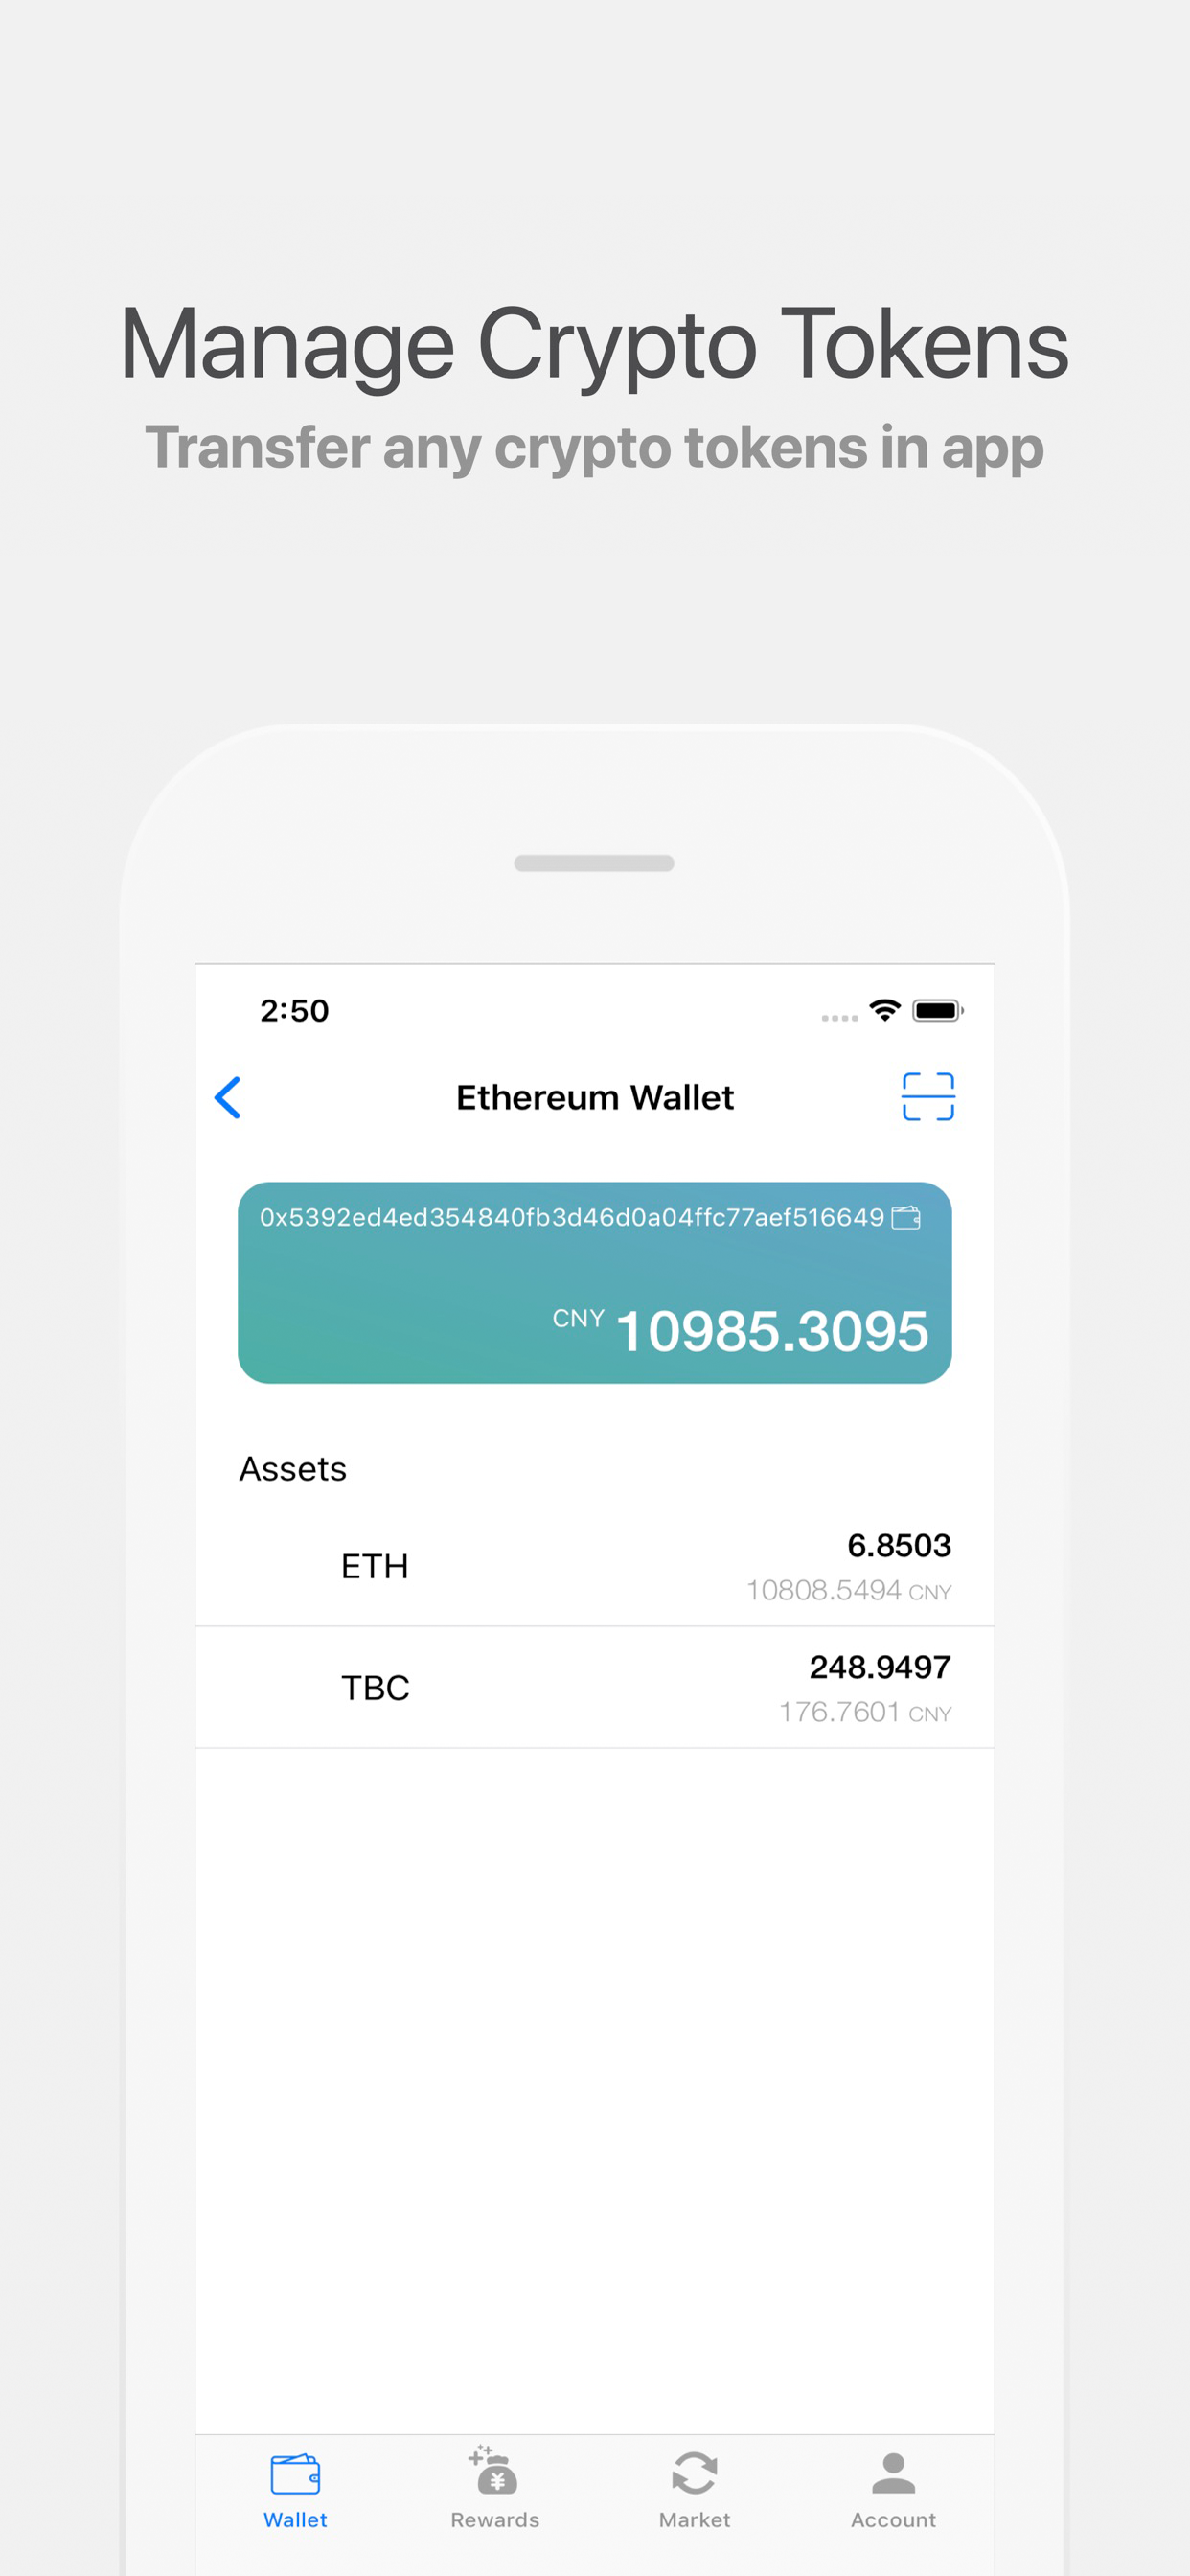 Manage Crypto Tokens
Transfer any crypto tokens in app
2:50
Ethereum Wallet
0x5392ed4ed354840fb3d46d0a04ffc77aef516649
CNY 10985.3095
Assets
ETH 6.8503
10808.5494 CNY
TBC 248.9497
176.7601 CNY
Wallet Rewards Market Account